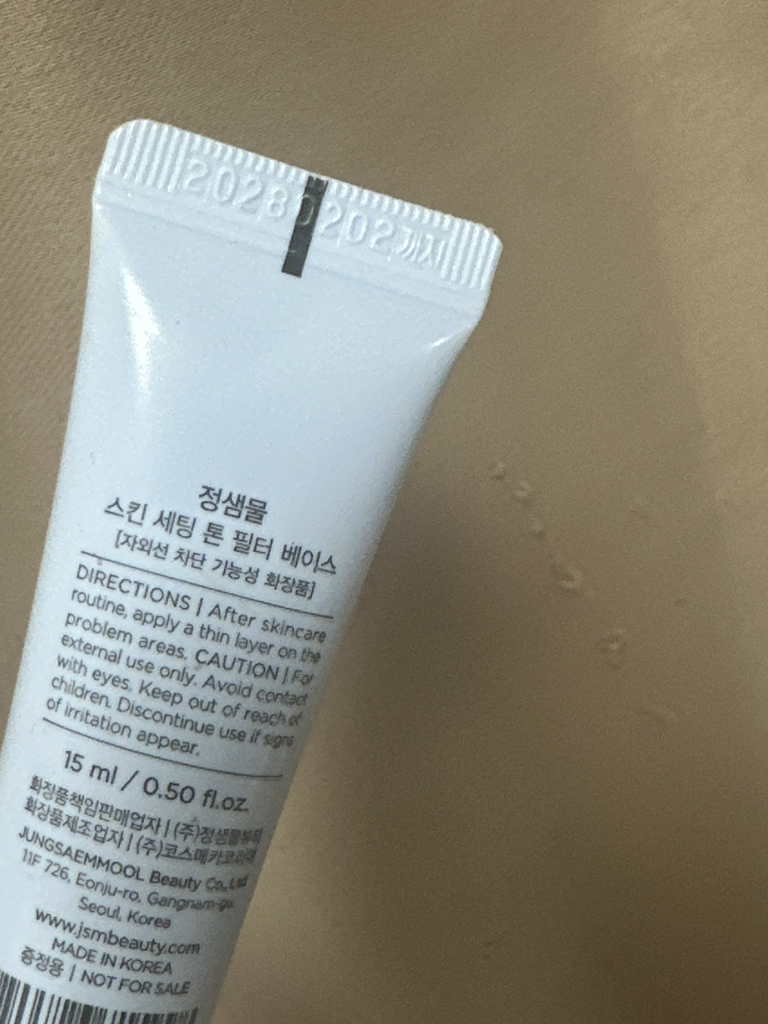 20280202까지
정샘물
스킨 세팅 톤 필터 베이스
[자외선 차단 기능성 화장품]
DIRECTIONS | After skincare
routine, apply a thin layer on the
problem areas. CAUTION | For
external use only. Avoid contact
with eyes. Keep out of reach of
children. Discontinue use if signs
of irritation appear.
15 ml / 0.50 fl.oz.
화장품책임판매업자 | (주)정샘물뷰티
화장품제조업자 | (주)코스메카코리아
JUNGSAEMMOOL Beauty Co., Ltd.
11F 726, Eonju-ro, Gangnam-gu,
Seoul, Korea
www.jsmbeauty.com
MADE IN KOREA
증정용 | NOT FOR SALE